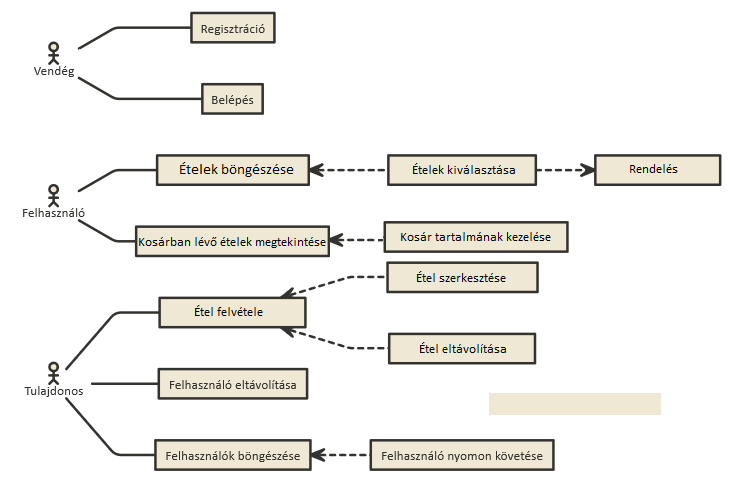 Regisztráció
Vendég
Belépés
Ételek böngészése
Ételek kiválasztása
Rendelés
Felhasználó
Kosárban lévő ételek megtekintése
Kosár tartalmának kezelése
Étel szerkesztése
Étel felvétele
Étel eltávolítása
Tulajdonos
Felhasználó eltávolítása
Felhasználók böngészése
Felhasználó nyomon követése